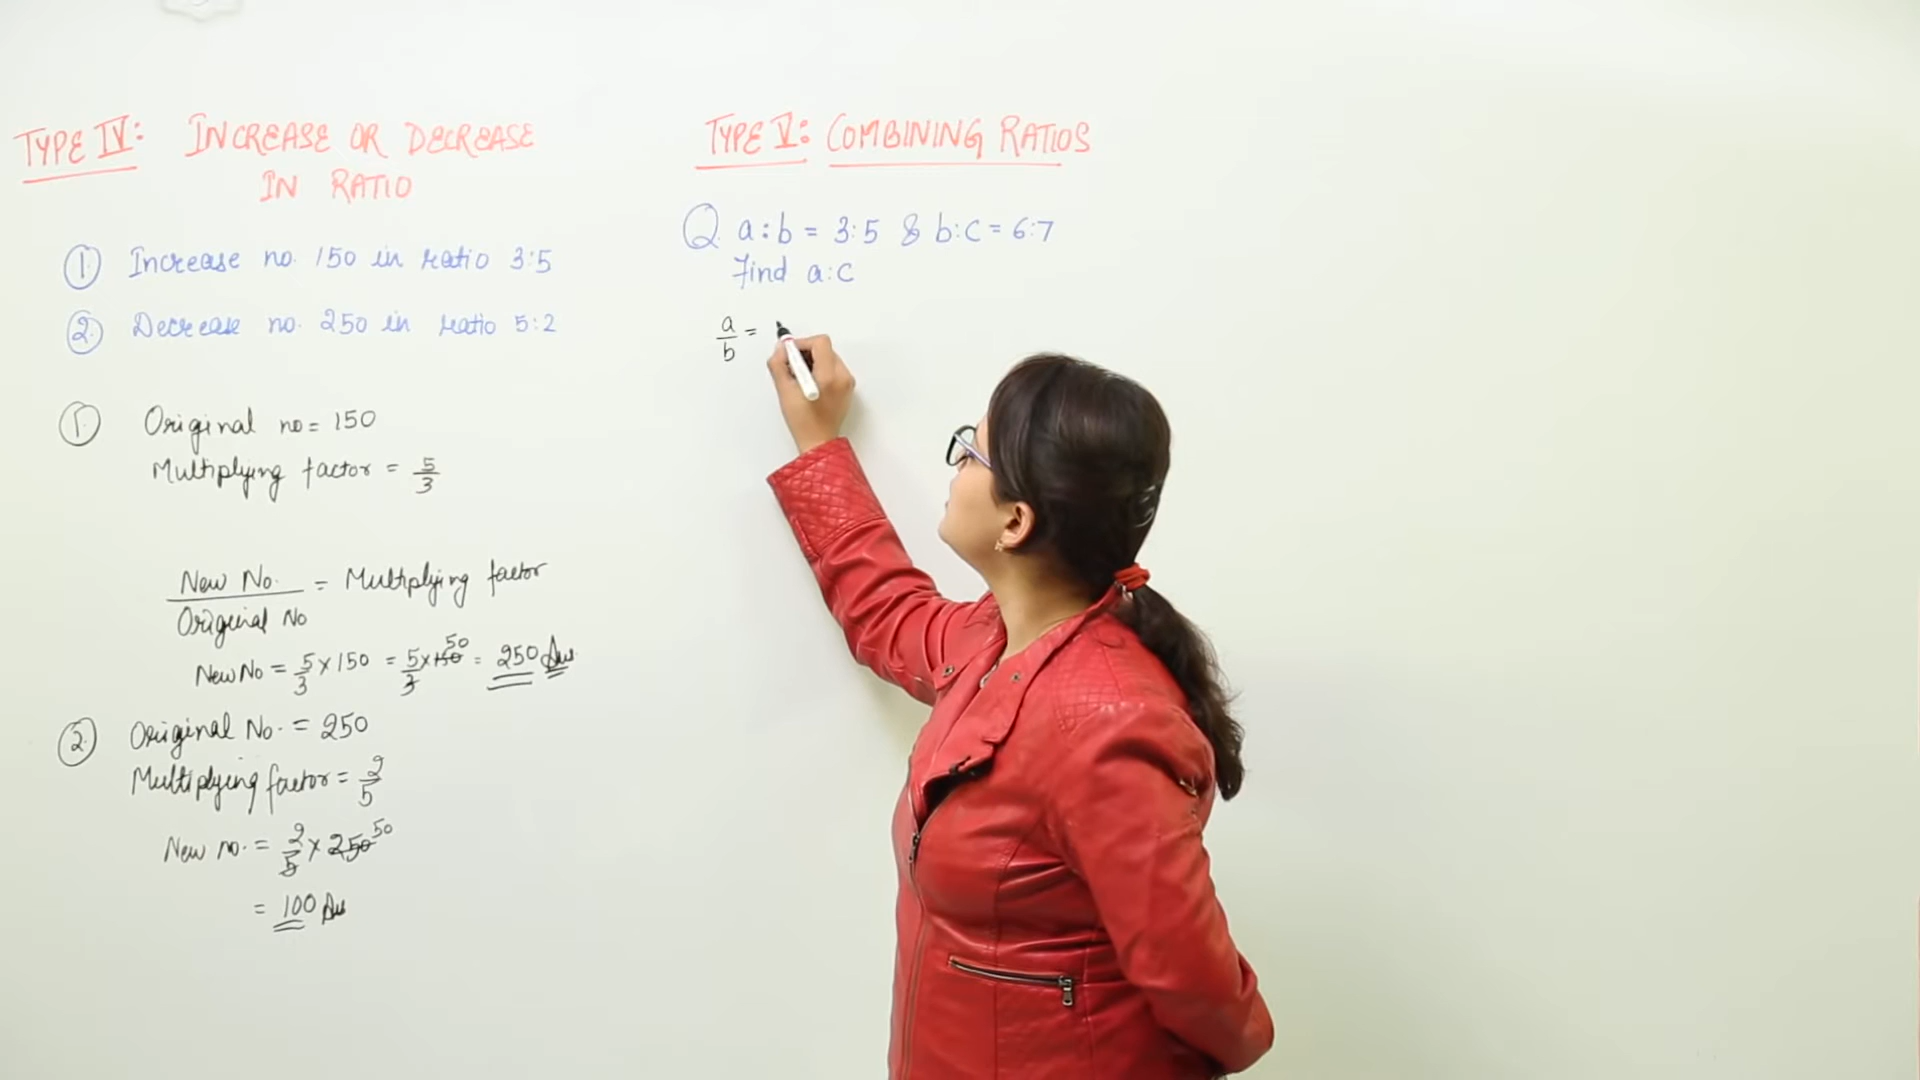 TYPE IV: INCREASE OR DECREASE
IN RATIO
1. Increase no. 150 in ratio 3:5
2. Decrease no. 250 in ratio 5:2
1. Original no = 150
Multiplying factor = 5/3
New No. / Original No = Multiplying factor
New No = 5/3 × 150 = 5/3 × 150 50 = 250 Ans.
2. Original No. = 250
Multiplying factor = 2/5
New no. = 2/5 × 250 50
= 100 Ans
TYPE V: COMBINING RATIOS
Q. a:b = 3:5 & b:c = 6:7
Find a:c
a/b =